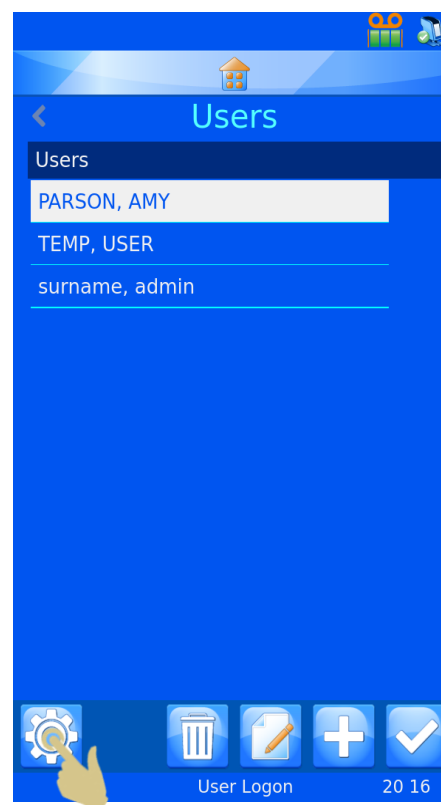 Users
Users
PARSON, AMY
TEMP, USER
surname, admin
User Logon
20 16